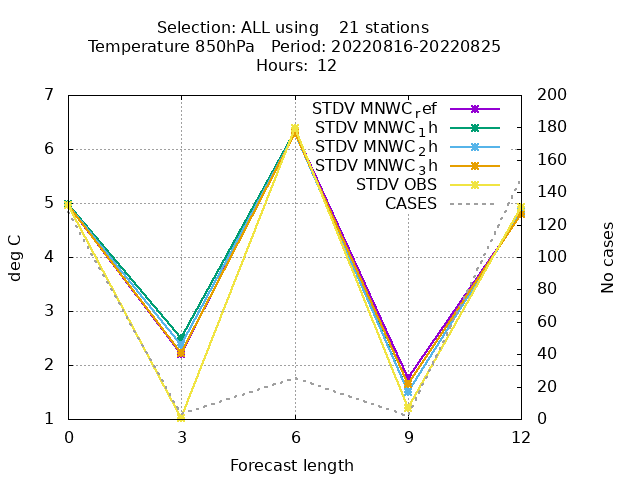 Selection: ALL using    21 stations
Temperature 850hPa   Period: 20220816-20220825
Hours: 12
STDV MNWC_ref
STDV MNWC_1h
STDV MNWC_2h
STDV MNWC_3h
STDV OBS
CASES
7
6
5
4
3
2
1
deg C
200
180
160
140
120
100
80
60
40
20
0
No cases
0 3 6 9 12
Forecast length